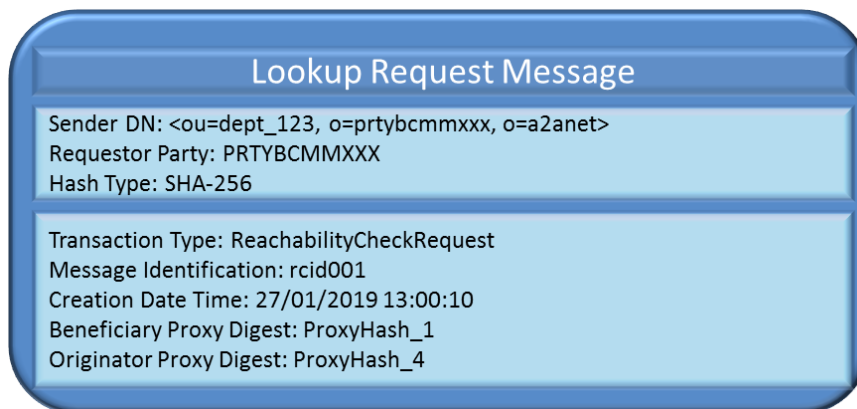 Lookup Request Message
Sender DN: <ou=dept_123, o=prtybcmmxxx, o=a2anet>
Requestor Party: PRTYBCMMXXX
Hash Type: SHA-256
Transaction Type: ReachabilityCheckRequest
Message Identification: rcid001
Creation Date Time: 27/01/2019 13:00:10
Beneficiary Proxy Digest: ProxyHash_1
Originator Proxy Digest: ProxyHash_4